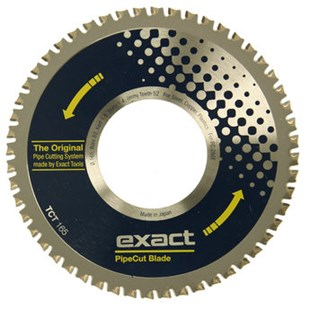 The Original
Pipe Cutting System
made by Exact Tools
TCT 165
Made in Japan
exact
PipeCut Blade